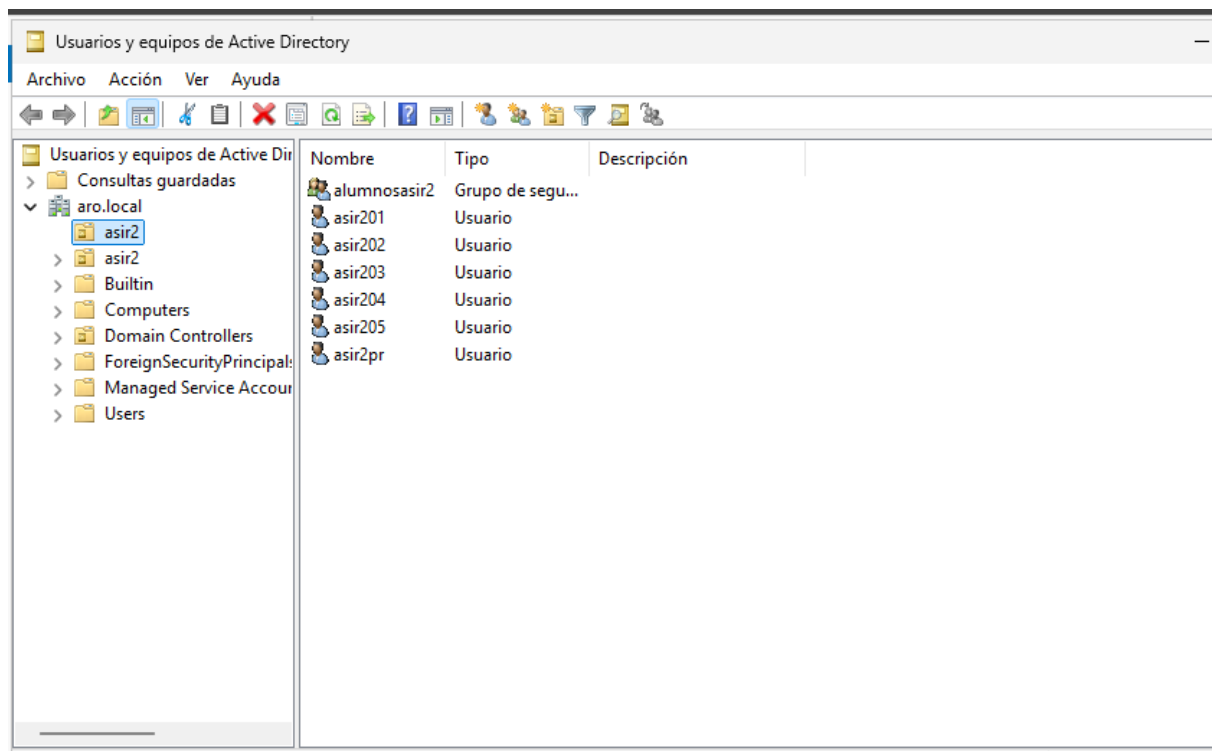 Usuarios y equipos de Active Directory
Archivo Acción Ver Ayuda
Usuarios y equipos de Active Dir
Consultas guardadas
aro.local
asir2
asir2
Builtin
Computers
Domain Controllers
ForeignSecurityPrincipals
Managed Service Accour
Users
Nombre Tipo Descripción
alumnosasir2 Grupo de segu...
asir201 Usuario
asir202 Usuario
asir203 Usuario
asir204 Usuario
asir205 Usuario
asir2pr Usuario